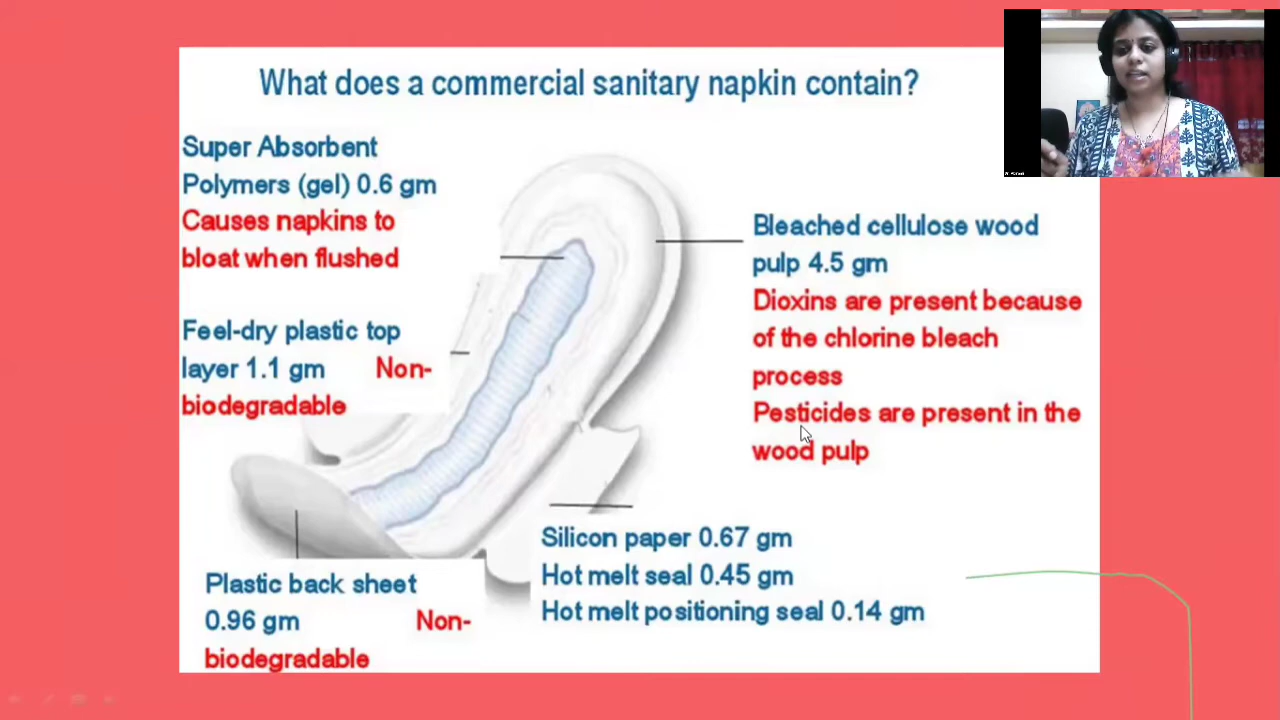 What does a commercial sanitary napkin contain?
Super Absorbent
Polymers (gel) 0.6 gm
Causes napkins to
bloat when flushed
Feel-dry plastic top
layer 1.1 gm Non-
biodegradable
Bleached cellulose wood
pulp 4.5 gm
Dioxins are present because
of the chlorine bleach
process
Pesticides are present in the
wood pulp
Silicon paper 0.67 gm
Hot melt seal 0.45 gm
Hot melt positioning seal 0.14 gm
Plastic back sheet
0.96 gm Non-
biodegradable